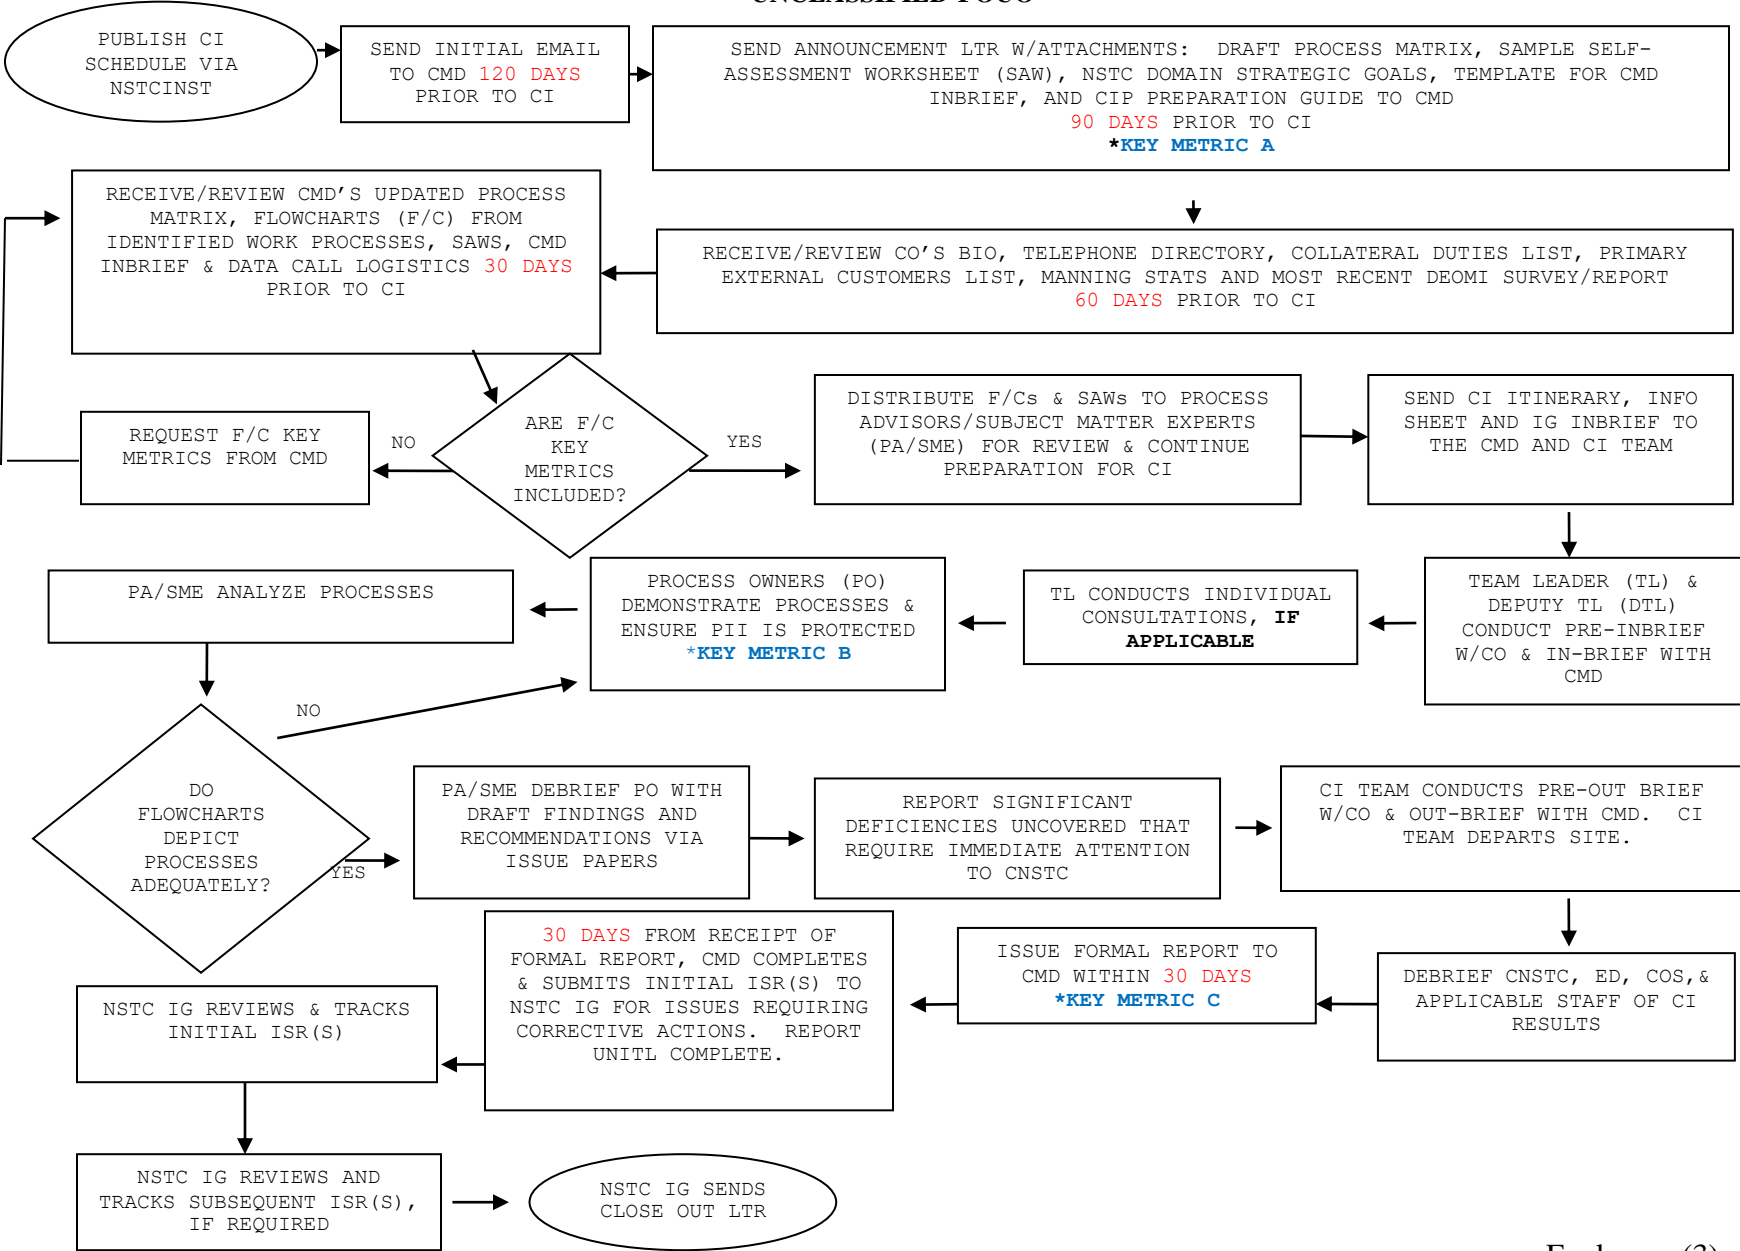 UNCLASSIFIED FOUO
PUBLISH CI
SCHEDULE VIA
NSTCINST
SEND INITIAL EMAIL
TO CMD 120 DAYS
PRIOR TO CI
SEND ANNOUNCEMENT LTR W/ATTACHMENTS: DRAFT PROCESS MATRIX, SAMPLE SELF-
ASSESSMENT WORKSHEET (SAW), NSTC DOMAIN STRATEGIC GOALS, TEMPLATE FOR CMD
INBRIEF, AND CIP PREPARATION GUIDE TO CMD
90 DAYS PRIOR TO CI
*KEY METRIC A
RECEIVE/REVIEW CMD'S UPDATED PROCESS
MATRIX, FLOWCHARTS (F/C) FROM
IDENTIFIED WORK PROCESSES, SAWS, CMD
INBRIEF & DATA CALL LOGISTICS 30 DAYS
PRIOR TO CI
RECEIVE/REVIEW CO'S BIO, TELEPHONE DIRECTORY, COLLATERAL DUTIES LIST, PRIMARY
EXTERNAL CUSTOMERS LIST, MANNING STATS AND MOST RECENT DEOMI SURVEY/REPORT
60 DAYS PRIOR TO CI
REQUEST F/C KEY
METRICS FROM CMD
NO
ARE F/C
KEY
METRICS
INCLUDED?
YES
DISTRIBUTE F/Cs & SAWs TO PROCESS
ADVISORS/SUBJECT MATTER EXPERTS
(PA/SME) FOR REVIEW & CONTINUE
PREPARATION FOR CI
SEND CI ITINERARY, INFO
SHEET AND IG INBRIEF TO
THE CMD AND CI TEAM
PA/SME ANALYZE PROCESSES
PROCESS OWNERS (PO)
DEMONSTRATE PROCESSES &
ENSURE PII IS PROTECTED
*KEY METRIC B
TL CONDUCTS INDIVIDUAL
CONSULTATIONS, IF
APPLICABLE
TEAM LEADER (TL) &
DEPUTY TL (DTL)
CONDUCT PRE-INBRIEF
W/CO & IN-BRIEF WITH
CMD
NO
DO
FLOWCHARTS
DEPICT
PROCESSES
ADEQUATELY?
YES
PA/SME DEBRIEF PO WITH
DRAFT FINDINGS AND
RECOMMENDATIONS VIA
ISSUE PAPERS
REPORT SIGNIFICANT
DEFICIENCIES UNCOVERED THAT
REQUIRE IMMEDIATE ATTENTION
TO CNSTC
CI TEAM CONDUCTS PRE-OUT BRIEF
W/CO & OUT-BRIEF WITH CMD. CI
TEAM DEPARTS SITE.
NSTC IG REVIEWS & TRACKS
INITIAL ISR(S)
30 DAYS FROM RECEIPT OF
FORMAL REPORT, CMD COMPLETES
& SUBMITS INITIAL ISR(S) TO
NSTC IG FOR ISSUES REQUIRING
CORRECTIVE ACTIONS. REPORT
UNITL COMPLETE.
ISSUE FORMAL REPORT TO
CMD WITHIN 30 DAYS
*KEY METRIC C
DEBRIEF CNSTC, ED, COS,&
APPLICABLE STAFF OF CI
RESULTS
NSTC IG REVIEWS AND
TRACKS SUBSEQUENT ISR(S),
IF REQUIRED
NSTC IG SENDS
CLOSE OUT LTR
(3)